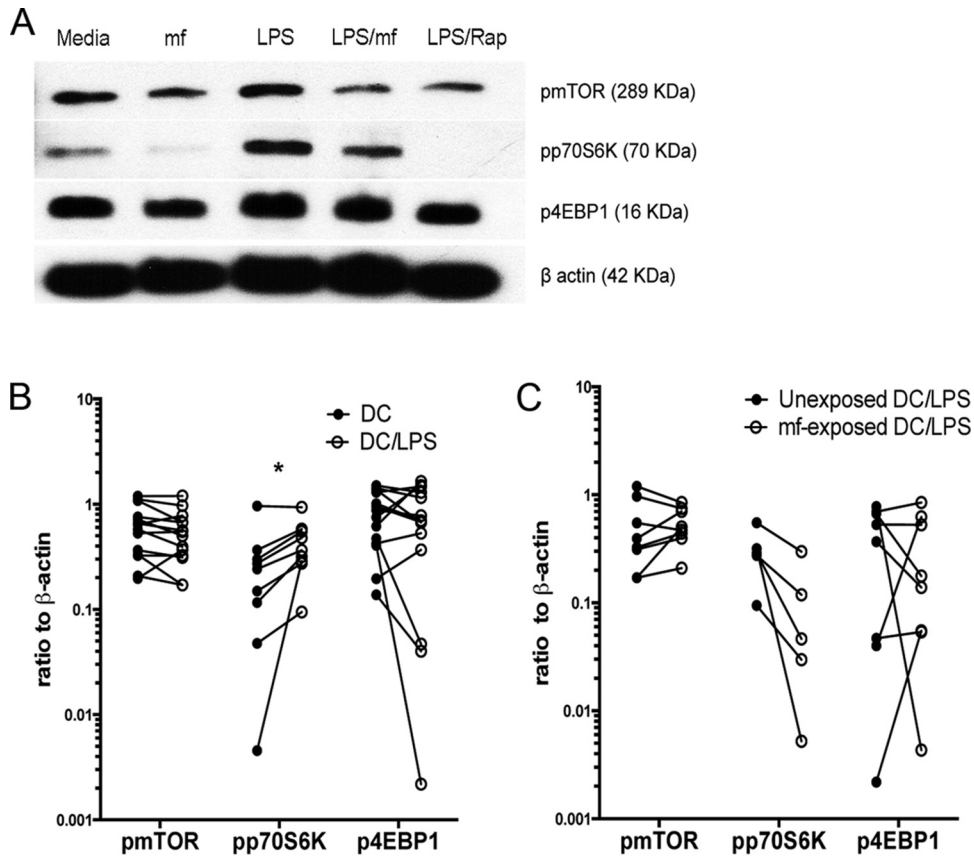 A
Media mf LPS LPS/mf LPS/Rap
pmTOR (289 KDa)
pp70S6K (70 KDa)
p4EBP1 (16 KDa)
β actin (42 KDa)
B
DC
DC/LPS
*
10
1
0.1
0.01
0.001
ratio to β-actin
pmTOR pp70S6K p4EBP1
C
Unexposed DC/LPS
mf-exposed DC/LPS
10
1
0.1
0.01
0.001
ratio to β-actin
pmTOR pp70S6K p4EBP1